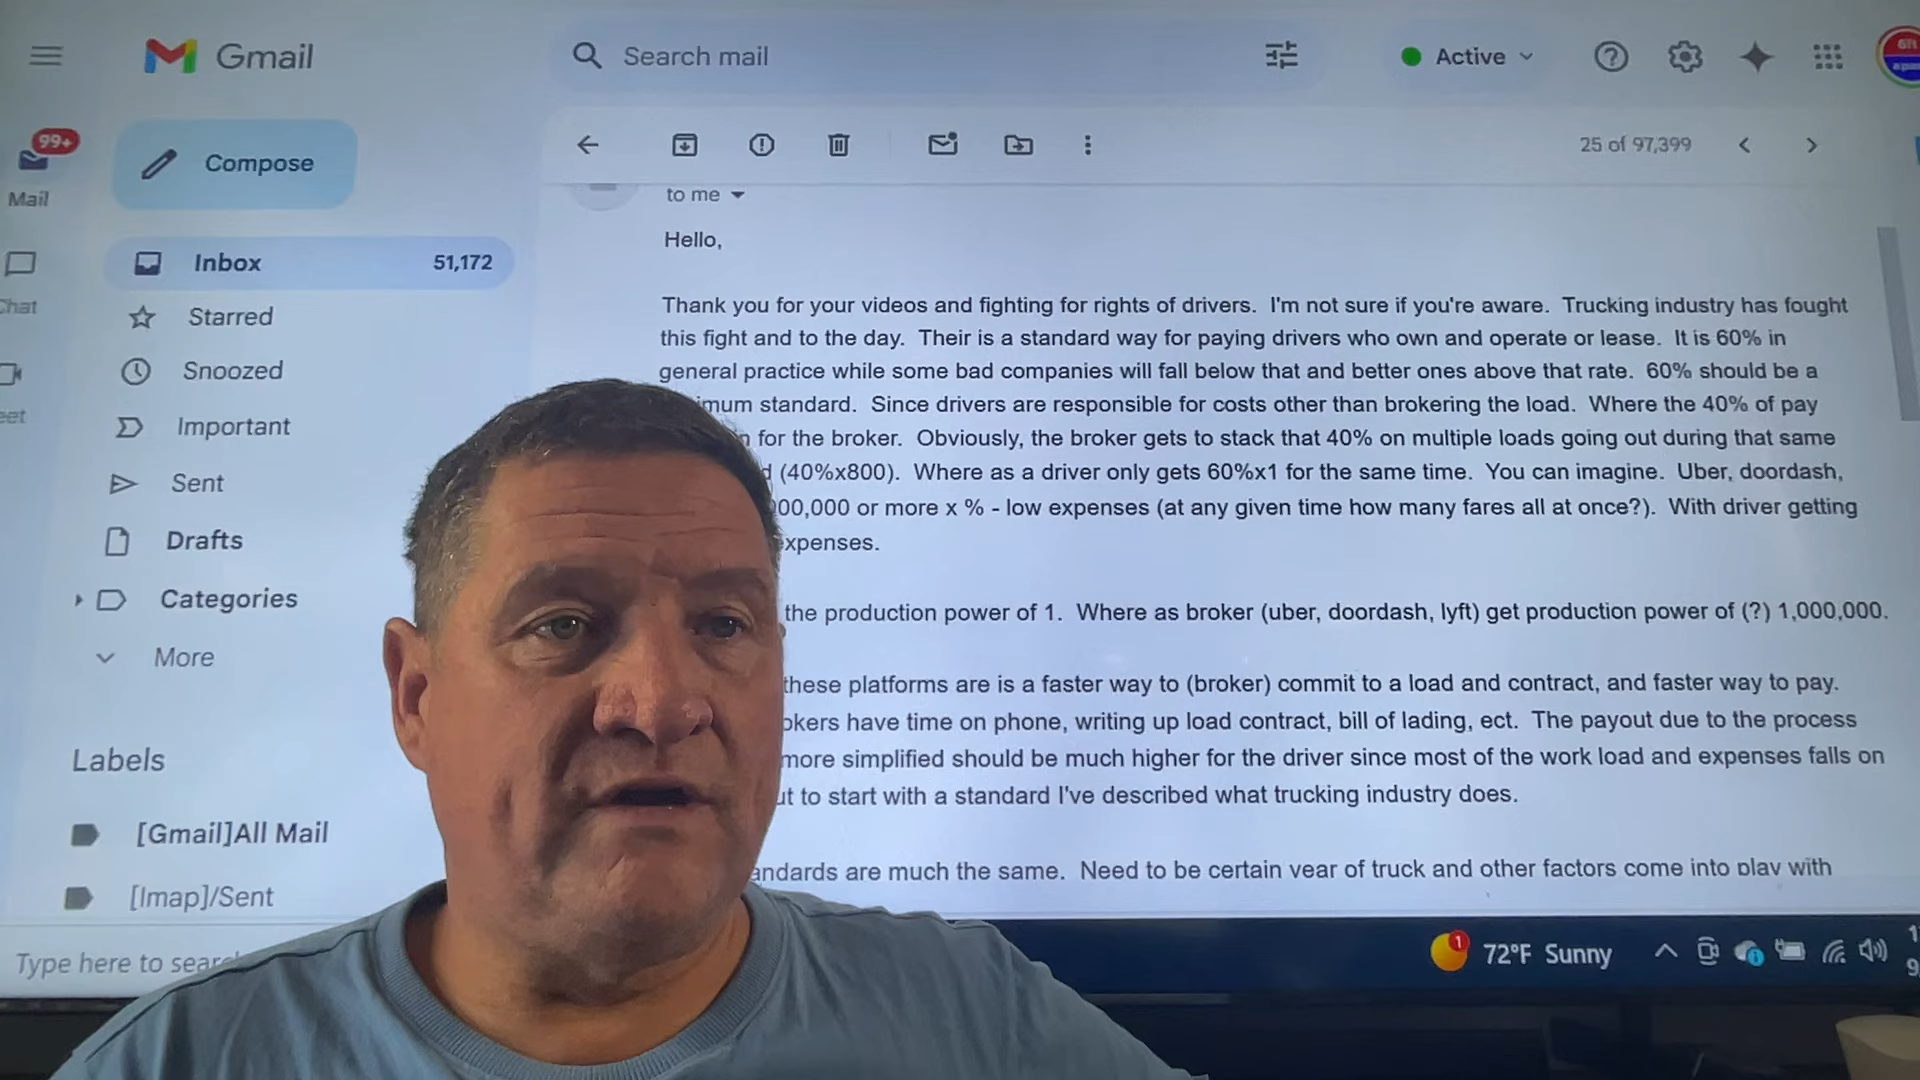 Gmail
Search mail
Active
99+
Compose
25 of 97,399
Mail
to me
Hello,
Inbox 51,172
Starred
Snoozed
Important
Sent
Drafts
Categories
More
Labels
[Gmail]All Mail
[Imap]/Sent
Thank you for your videos and fighting for rights of drivers. I'm not sure if you're aware. Trucking industry has fought
this fight and to the day. Their is a standard way for paying drivers who own and operate or lease. It is 60% in
general practice while some bad companies will fall below that and better ones above that rate. 60% should be a
standard. Since drivers are responsible for costs other than brokering the load. Where the 40% of pay
for the broker. Obviously, the broker gets to stack that 40% on multiple loads going out during that same
(40%x800). Where as a driver only gets 60%x1 for the same time. You can imagine. Uber, doordash,
00,000 or more x % - low expenses (at any given time how many fares all at once?). With driver getting
xpenses.
the production power of 1. Where as broker (uber, doordash, lyft) get production power of (?) 1,000,000.
these platforms are is a faster way to (broker) commit to a load and contract, and faster way to pay.
okers have time on phone, writing up load contract, bill of lading, ect. The payout due to the process
more simplified should be much higher for the driver since most of the work load and expenses falls on
ut to start with a standard I've described what trucking industry does.
andards are much the same. Need to be certain year of truck and other factors come into play with
Type here to sear
1
72°F Sunny